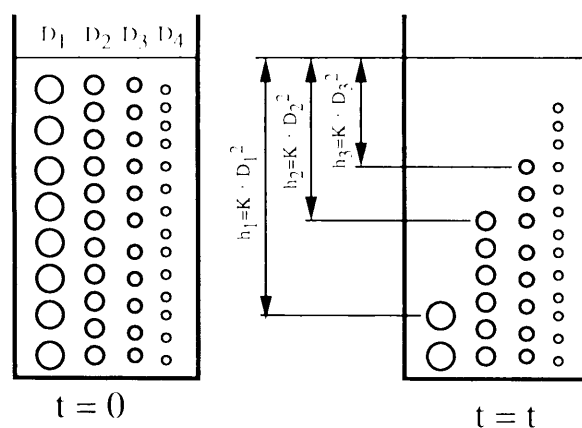 D₁ D₂ D₃ D₄
h₁=K · D₁²
h₂=K · D₂²
h₃=K · D₃²
t = 0
t = t